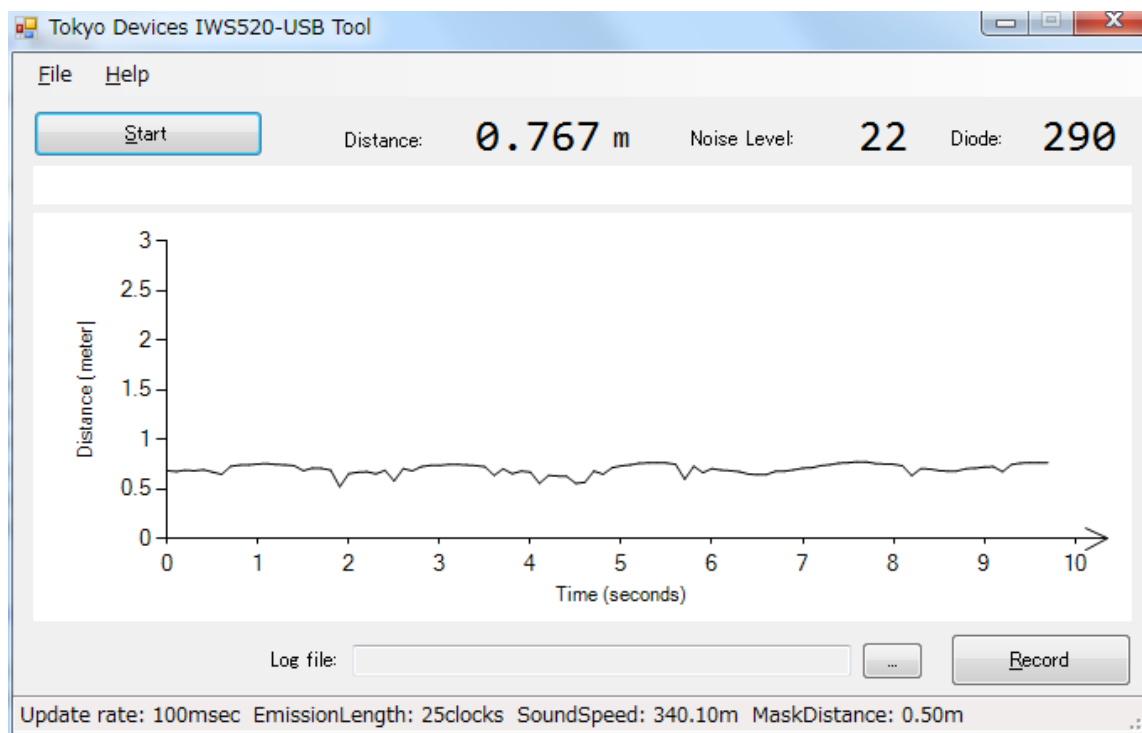 Tokyo Devices IWS520-USB Tool
File Help
Start Distance: 0.767 m Noise Level: 22 Diode: 290
3
2.5
2
1.5
1
0.5
0
Distance (meter|
0 1 2 3 4 5 6 7 8 9 10
Time (seconds)
Log file: ... Record
Update rate: 100msec EmissionLength: 25clocks SoundSpeed: 340.10m MaskDistance: 0.50m